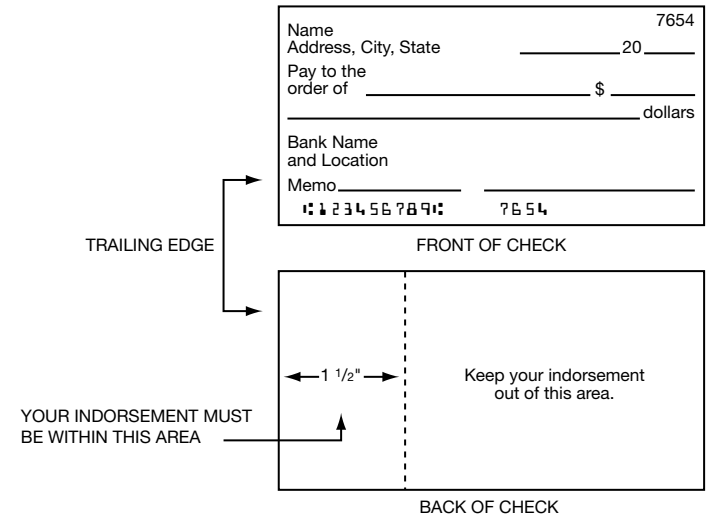 7654
Name
Address, City, State 20
Pay to the
order of $
dollars
Bank Name
and Location
Memo
⑆123456789⑆ 7654
TRAILING EDGE
FRONT OF CHECK
1 1/2"
Keep your indorsement
out of this area.
YOUR INDORSEMENT MUST
BE WITHIN THIS AREA
BACK OF CHECK